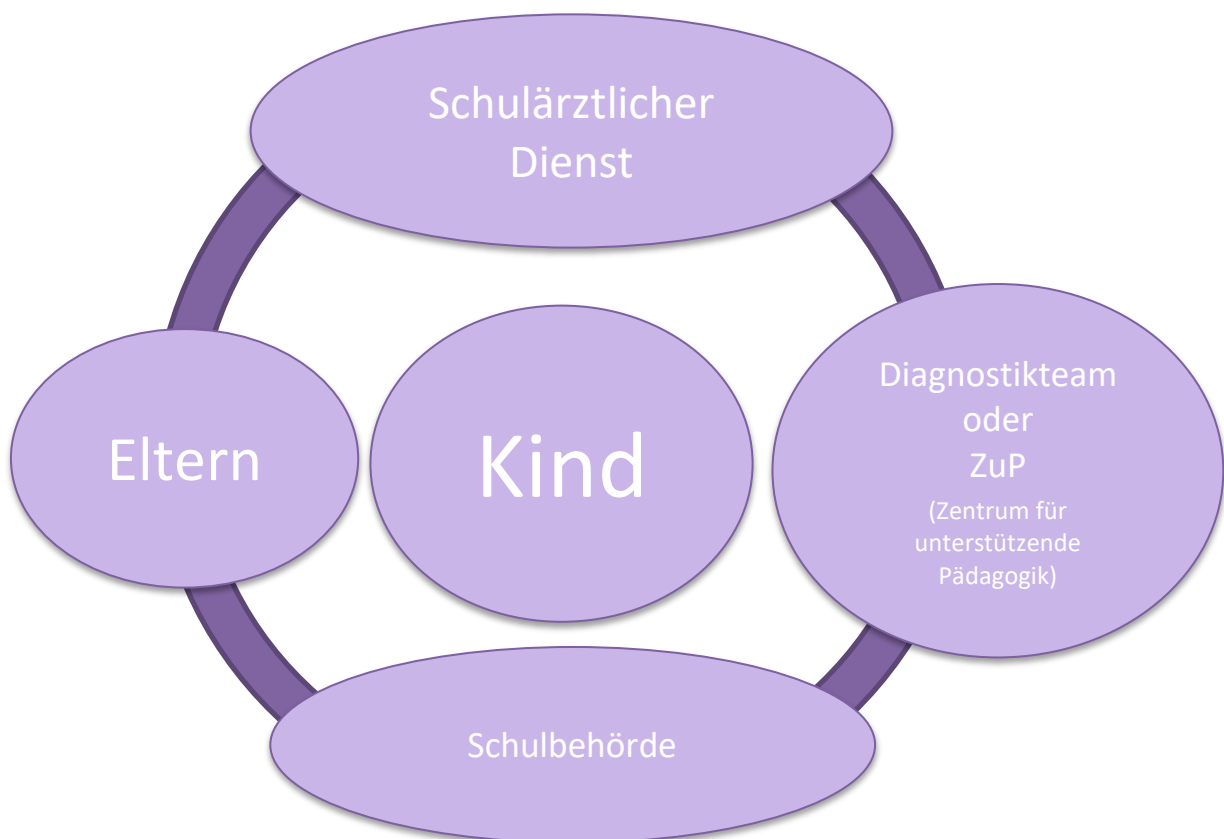 Schulärztlicher
Dienst
Eltern
Kind
Diagnostikteam
oder
ZuP
(Zentrum für
unterstützende
Pädagogik)
Schulbehörde